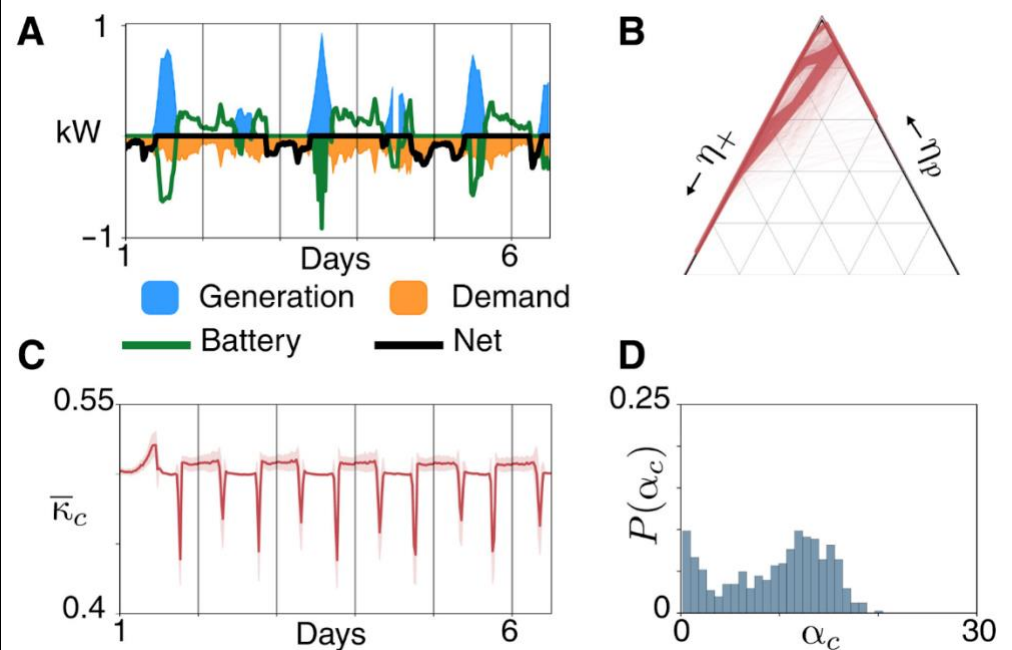 A
1
kW
−1
1
Days
6
Generation
Demand
Battery
Net
B
← η+
ηd →
C
0.55
κ̅c
0.4
1
Days
6
D
0.25
P(αc)
0
0
αc
30